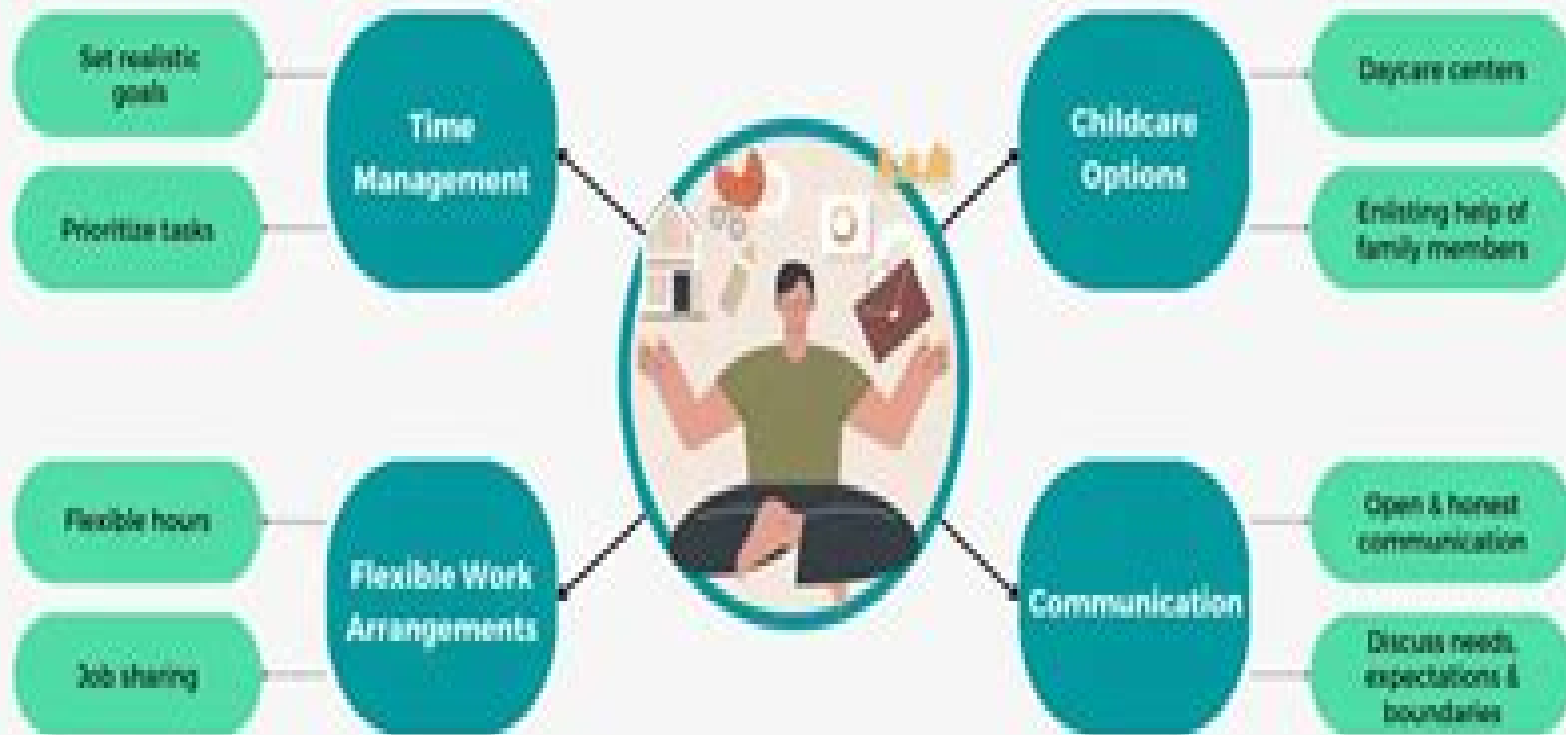 Set realistic
goals
Prioritize tasks
Time
Management
Childcare
Options
Daycare centers
Enlisting help of
family members
Flexible hours
Job sharing
Flexible Work
Arrangements
Communication
Open & honest
communication
Discuss needs,
expectations &
boundaries